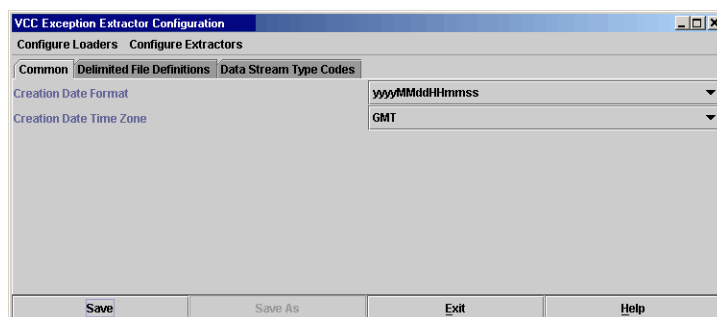 VCC Exception Extractor Configuration
Configure Loaders Configure Extractors
Common Delimited File Definitions Data Stream Type Codes
Creation Date Format yyyyMMddHHmmss
Creation Date Time Zone GMT
Save Save As Exit Help